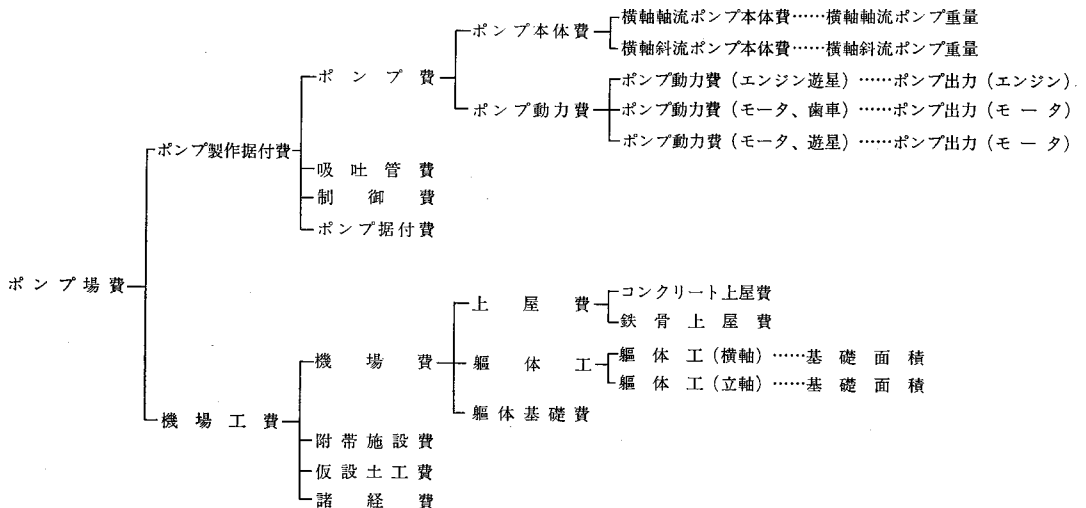 横軸軸流ポンプ本体費……横軸軸流ポンプ重量
ポンプ本体費
横軸斜流ポンプ本体費……横軸斜流ポンプ重量
ポンプ費
ポンプ動力費(エンジン遊星)……ポンプ出力(エンジン)
ポンプ動力費
ポンプ動力費(モータ、歯車)……ポンプ出力(モータ)
ポンプ動力費(モータ、遊星)……ポンプ出力(モータ)
ポンプ製作据付費
吸吐管費
制御費
ポンプ据付費
ポンプ場費
上屋費
コンクリート上屋費
鉄骨上屋費
機場費
軀体工
軀体工(横軸)……基礎面積
軀体工(立軸)……基礎面積
軀体基礎費
機場工費
附帯施設費
仮設土工費
諸経費